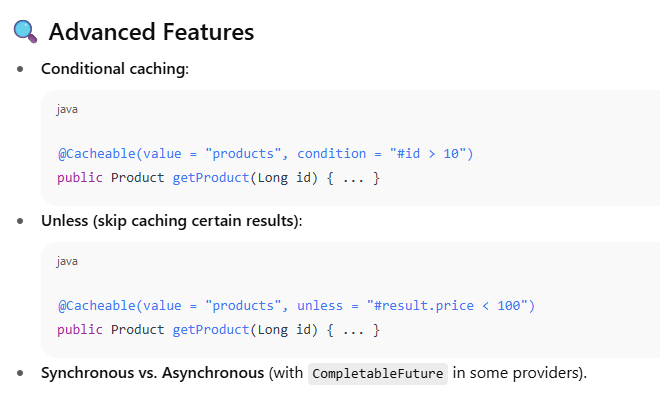 🔍 Advanced Features
• Conditional caching:
java
@Cacheable(value = "products", condition = "#id > 10")
public Product getProduct(Long id) { ... }
• Unless (skip caching certain results):
java
@Cacheable(value = "products", unless = "#result.price < 100")
public Product getProduct(Long id) { ... }
• Synchronous vs. Asynchronous (with CompletableFuture in some providers).